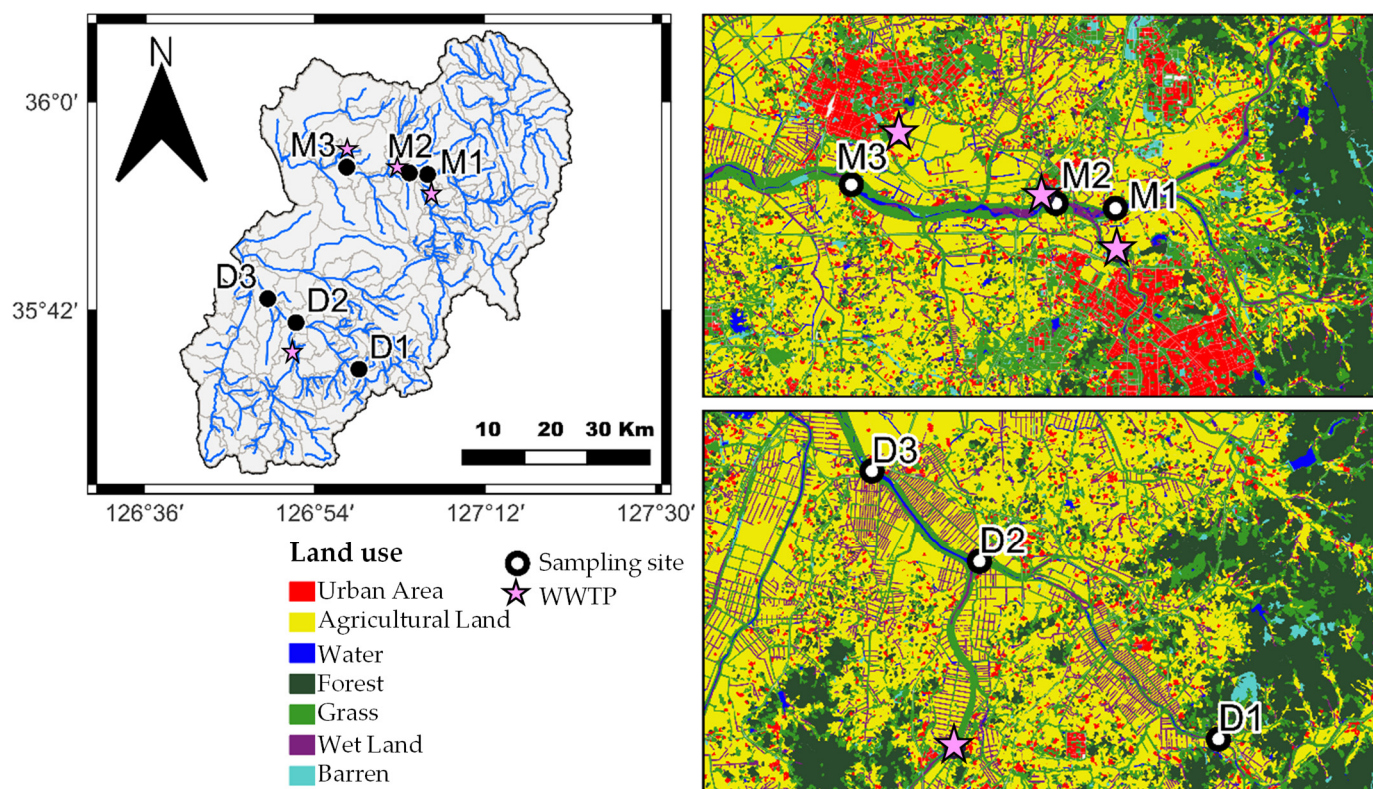 N
36°0′
M3
M2
M1
D3
D2
35°42′
D1
10 20 30 Km
126°36′ 126°54′ 127°12′ 127°30′
Land use
Urban Area
Agricultural Land
Water
Forest
Grass
Wet Land
Barren
Sampling site
WWTP
M3
M2
M1
D3
D2
D1